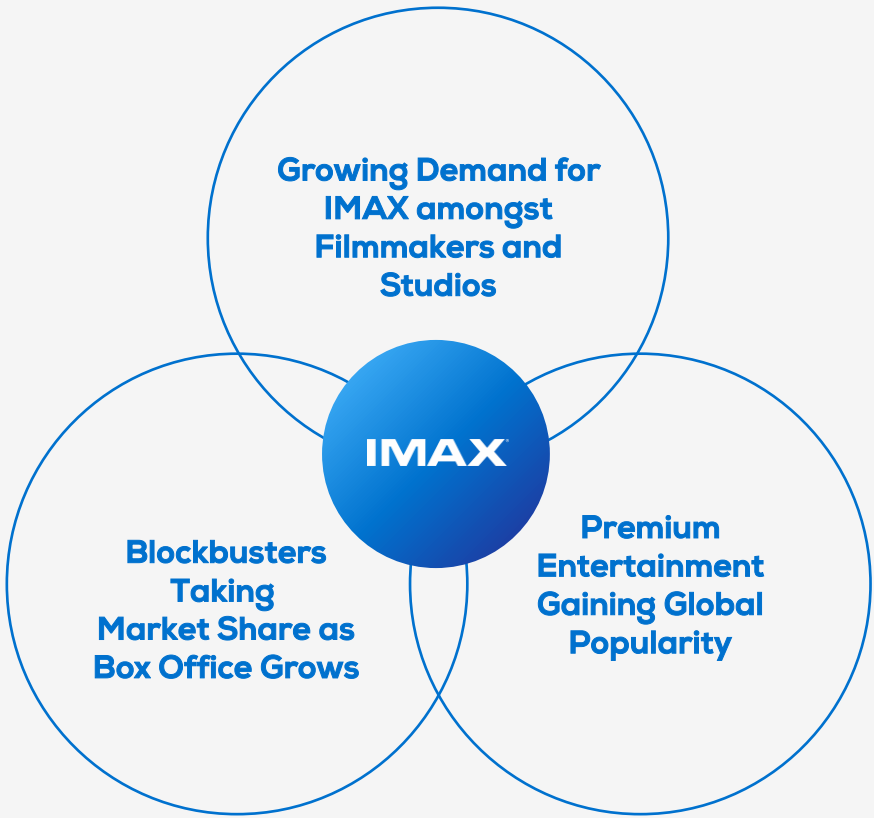 Growing Demand for
IMAX amongst
Filmmakers and
Studios
IMAX
Blockbusters
Taking
Market Share as
Box Office Grows
Premium
Entertainment
Gaining Global
Popularity